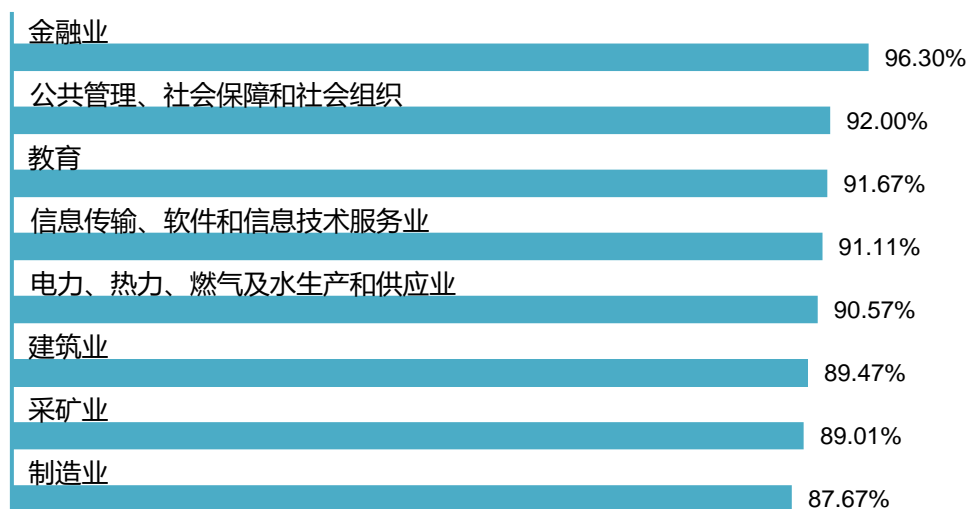 金融业
96.30%
公共管理、社会保障和社会组织
92.00%
教育
91.67%
信息传输、软件和信息技术服务业
91.11%
电力、热力、燃气及水生产和供应业
90.57%
建筑业
89.47%
采矿业
89.01%
制造业
87.67%